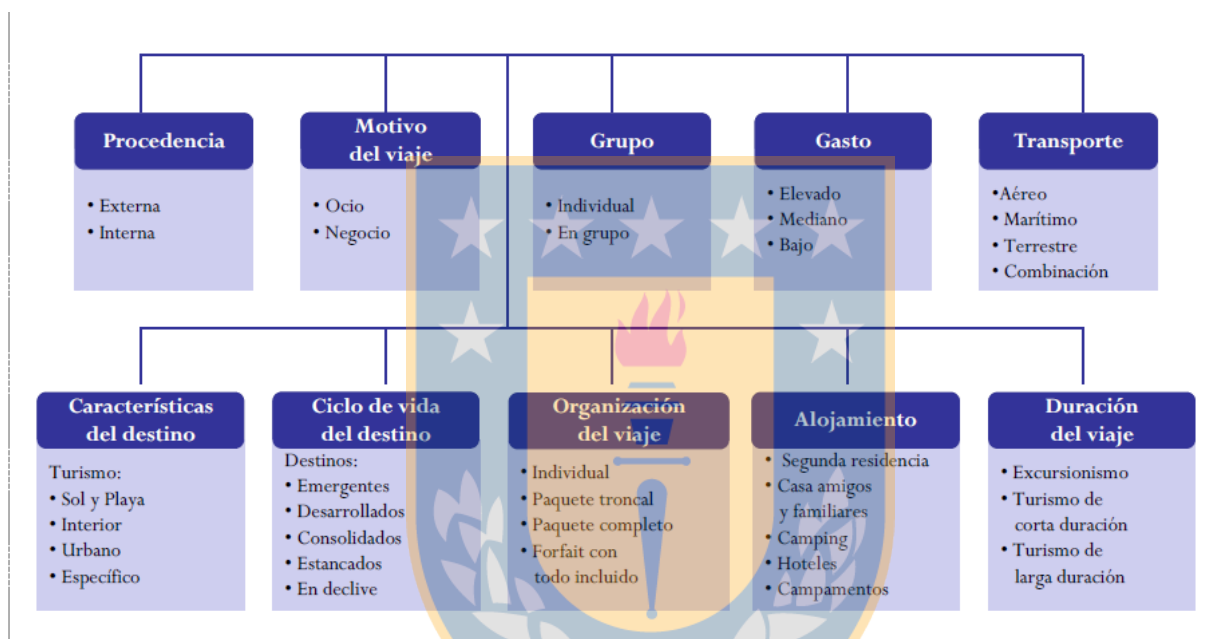 Procedencia
• Externa
• Interna
Motivo
del viaje
• Ocio
• Negocio
Grupo
• Individual
• En grupo
Gasto
• Elevado
• Mediano
• Bajo
Transporte
•Aéreo
• Marítimo
• Terrestre
• Combinación
Características
del destino
Turismo:
• Sol y Playa
• Interior
• Urbano
• Específico
Ciclo de vida
del destino
Destinos:
• Emergentes
• Desarrollados
• Consolidados
• Estancados
• En declive
Organización
del viaje
• Individual
• Paquete troncal
• Paquete completo
• Forfait con
todo incluido
Alojamiento
• Segunda residencia
• Casa amigos
y familiares
• Camping
• Hoteles
• Campamentos
Duración
del viaje
• Excursionismo
• Turismo de
corta duración
• Turismo de
larga duración